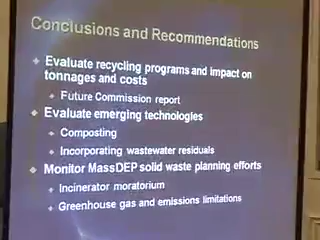 Conclusions and Recommendations
Evaluate recycling programs and impact on
tonnages and costs
Future Commission report
Evaluate emerging technologies
Composting
Incorporating wastewater residuals
Monitor MassDEP solid waste planning efforts
Incinerator moratorium
Greenhouse gas and emissions limitations